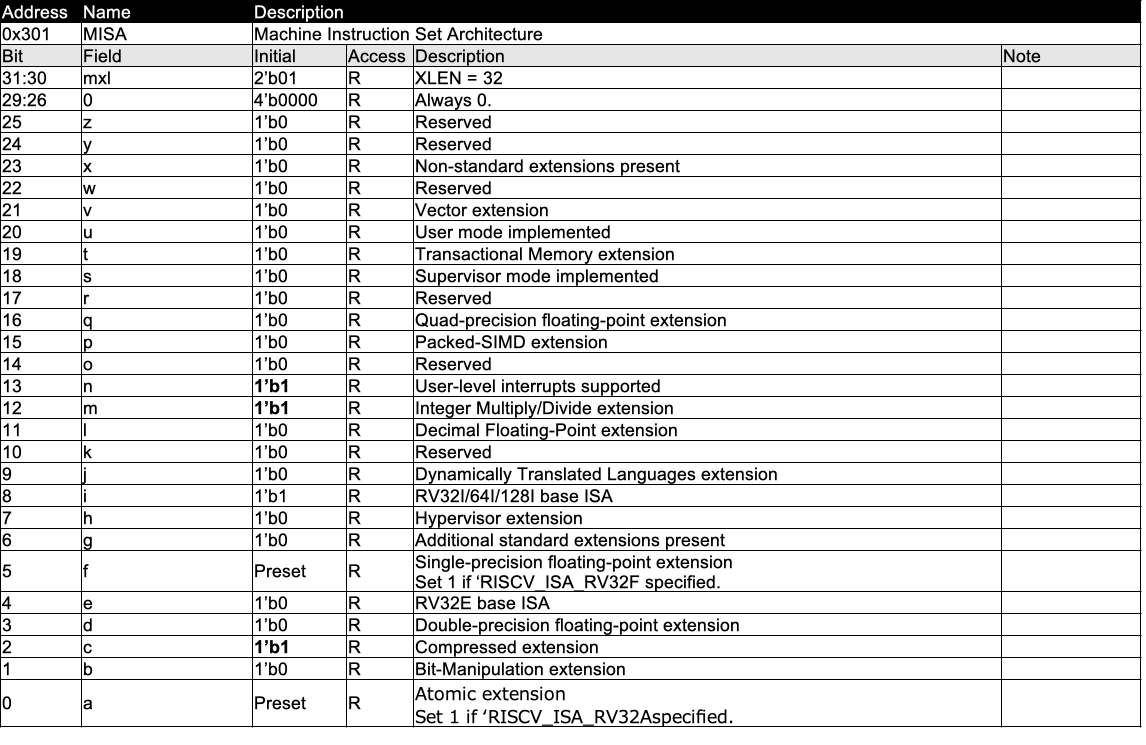 Address Name Description
0x301 MISA Machine Instruction Set Architecture
Bit Field Initial Access Description Note
31:30 mxl 2’b01 R XLEN = 32
29:26 0 4’b0000 R Always 0.
25 z 1’b0 R Reserved
24 y 1’b0 R Reserved
23 x 1’b0 R Non-standard extensions present
22 w 1’b0 R Reserved
21 v 1’b0 R Vector extension
20 u 1’b0 R User mode implemented
19 t 1’b0 R Transactional Memory extension
18 s 1’b0 R Supervisor mode implemented
17 r 1’b0 R Reserved
16 q 1’b0 R Quad-precision floating-point extension
15 p 1’b0 R Packed-SIMD extension
14 o 1’b0 R Reserved
13 n 1’b1 R User-level interrupts supported
12 m 1’b1 R Integer Multiply/Divide extension
11 l 1’b0 R Decimal Floating-Point extension
10 k 1’b0 R Reserved
9 j 1’b0 R Dynamically Translated Languages extension
8 i 1’b1 R RV32I/64I/128I base ISA
7 h 1’b0 R Hypervisor extension
6 g 1’b0 R Additional standard extensions present
5 f Preset R Single-precision floating-point extension
Set 1 if ‘RISCV_ISA_RV32F specified.
4 e 1’b0 R RV32E base ISA
3 d 1’b0 R Double-precision floating-point extension
2 c 1’b1 R Compressed extension
1 b 1’b0 R Bit-Manipulation extension
0 a Preset R Atomic extension
Set 1 if ‘RISCV_ISA_RV32Aspecified.